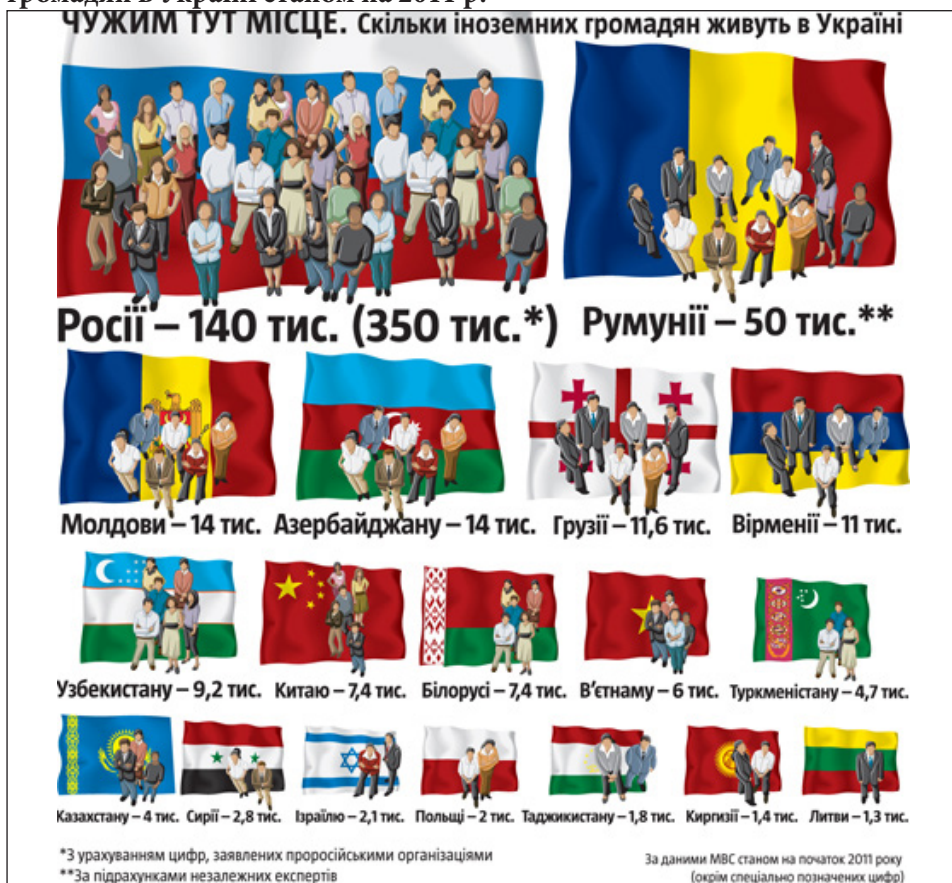 громадян в Україні станом на 2011 р.
ЧУЖИМ ТУТ МІСЦЕ. Скільки іноземних громадян живуть в Україні
Росії – 140 тис. (350 тис.*) Румунії – 50 тис.**
Молдови – 14 тис. Азербайджану – 14 тис. Грузії – 11,6 тис. Вірменії – 11 тис.
Узбекистану – 9,2 тис. Китаю – 7,4 тис. Білорусі – 7,4 тис. В'єтнаму – 6 тис. Туркменістану – 4,7 тис.
Казахстану – 4 тис. Сирії – 2,8 тис. Ізраїлю – 2,1 тис. Польщі – 2 тис. Таджикистану – 1,8 тис. Киргизії – 1,4 тис. Литви – 1,3 тис.
*З урахуванням цифр, заявлених проросійськими організаціями
**За підрахунками незалежних експертів
За даними МВС станом на початок 2011 року
(окрім спеціально позначених цифр)